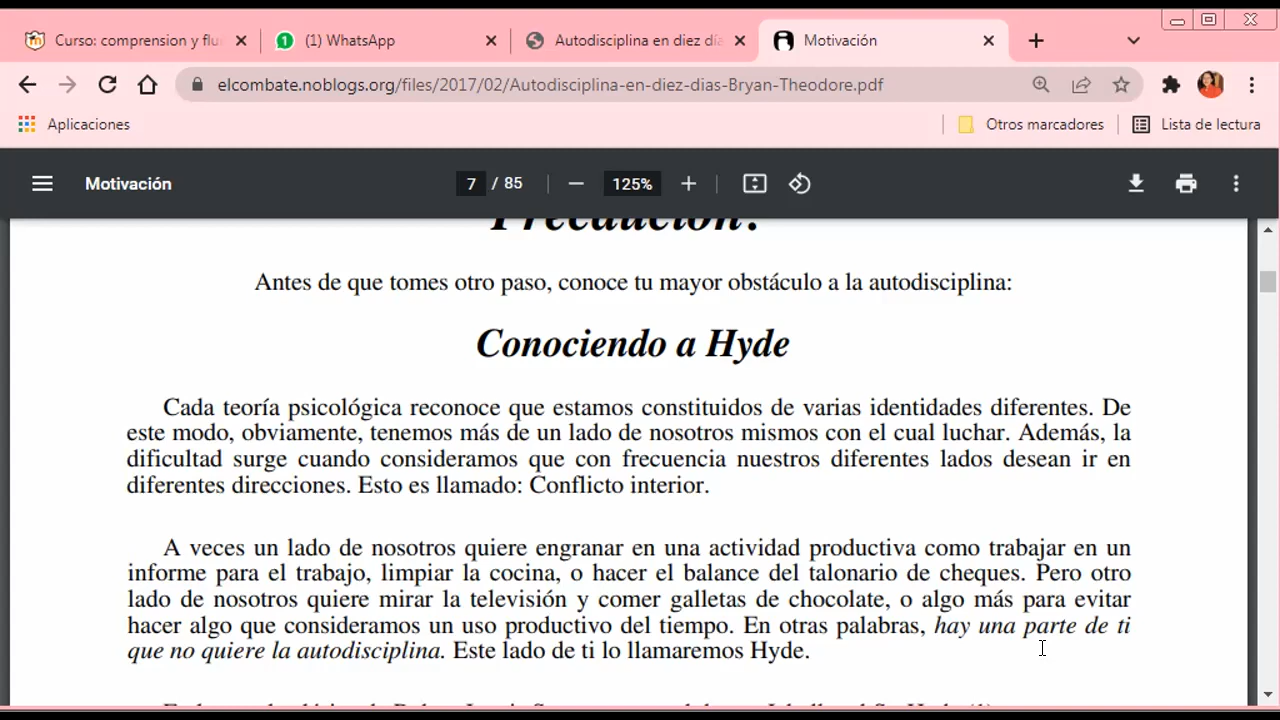 Curso: comprension y flu
(1) WhatsApp
Autodisciplina en diez día
Motivación
elcombate.noblogs.org/files/2017/02/Autodisciplina-en-diez-dias-Bryan-Theodore.pdf
Aplicaciones
Otros marcadores
Lista de lectura
Motivación
7 / 85
125%
Precaución:
Antes de que tomes otro paso, conoce tu mayor obstáculo a la autodisciplina:
Conociendo a Hyde
Cada teoría psicológica reconoce que estamos constituidos de varias identidades diferentes. De
este modo, obviamente, tenemos más de un lado de nosotros mismos con el cual luchar. Además, la
dificultad surge cuando consideramos que con frecuencia nuestros diferentes lados desean ir en
diferentes direcciones. Esto es llamado: Conflicto interior.
A veces un lado de nosotros quiere engranar en una actividad productiva como trabajar en un
informe para el trabajo, limpiar la cocina, o hacer el balance del talonario de cheques. Pero otro
lado de nosotros quiere mirar la televisión y comer galletas de chocolate, o algo más para evitar
hacer algo que consideramos un uso productivo del tiempo. En otras palabras, hay una parte de ti
que no quiere la autodisciplina. Este lado de ti lo llamaremos Hyde.